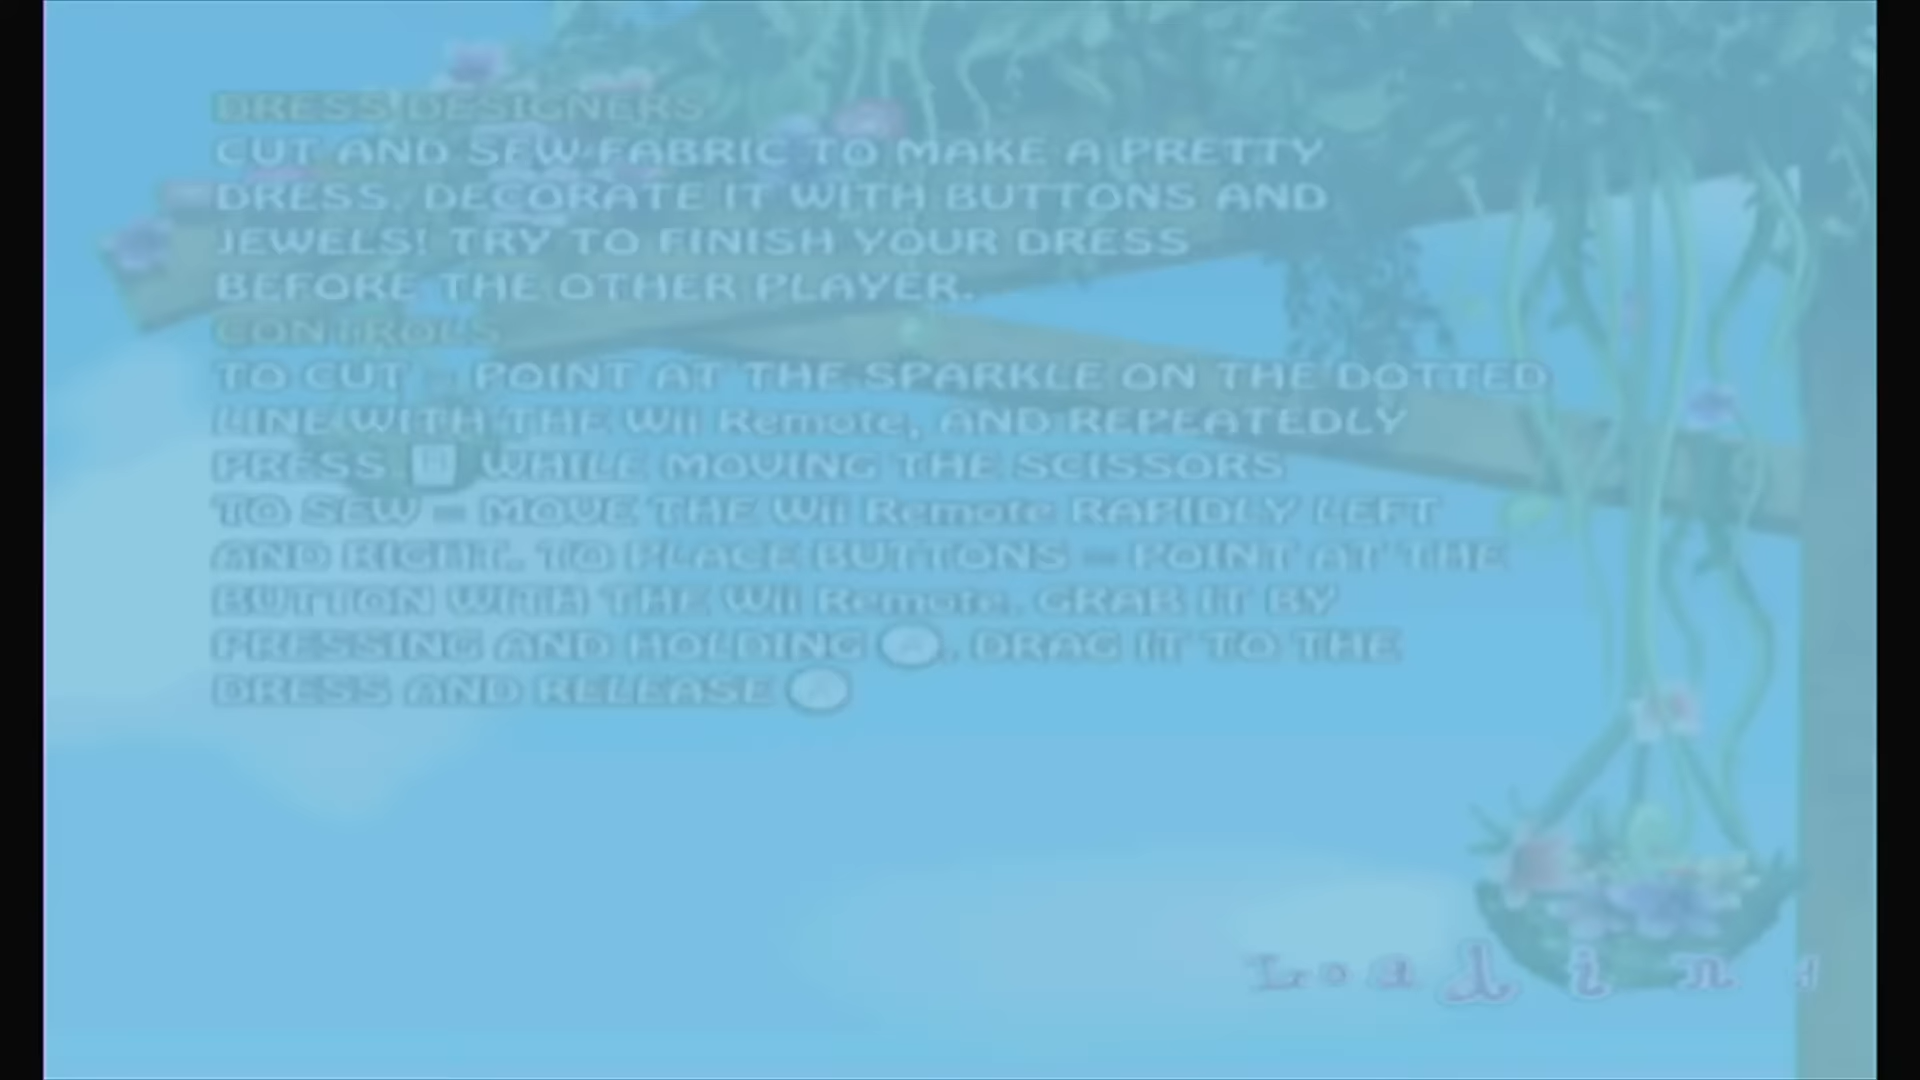 DRESS DESIGNERS
CUT AND SEW FABRIC TO MAKE A PRETTY
DRESS. DECORATE IT WITH BUTTONS AND
JEWELS! TRY TO FINISH YOUR DRESS
BEFORE THE OTHER PLAYER.
CONTROLS
TO CUT - POINT AT THE SPARKLE ON THE DOTTED
LINE WITH THE Wii Remote, AND REPEATEDLY
PRESS WHILE MOVING THE SCISSORS
TO SEW - MOVE THE Wii Remote RAPIDLY LEFT
AND RIGHT. TO PLACE BUTTONS - POINT AT THE
BUTTON WITH THE Wii Remote. GRAB IT BY
PRESSING AND HOLDING A. DRAG IT TO THE
DRESS AND RELEASE A
Loading